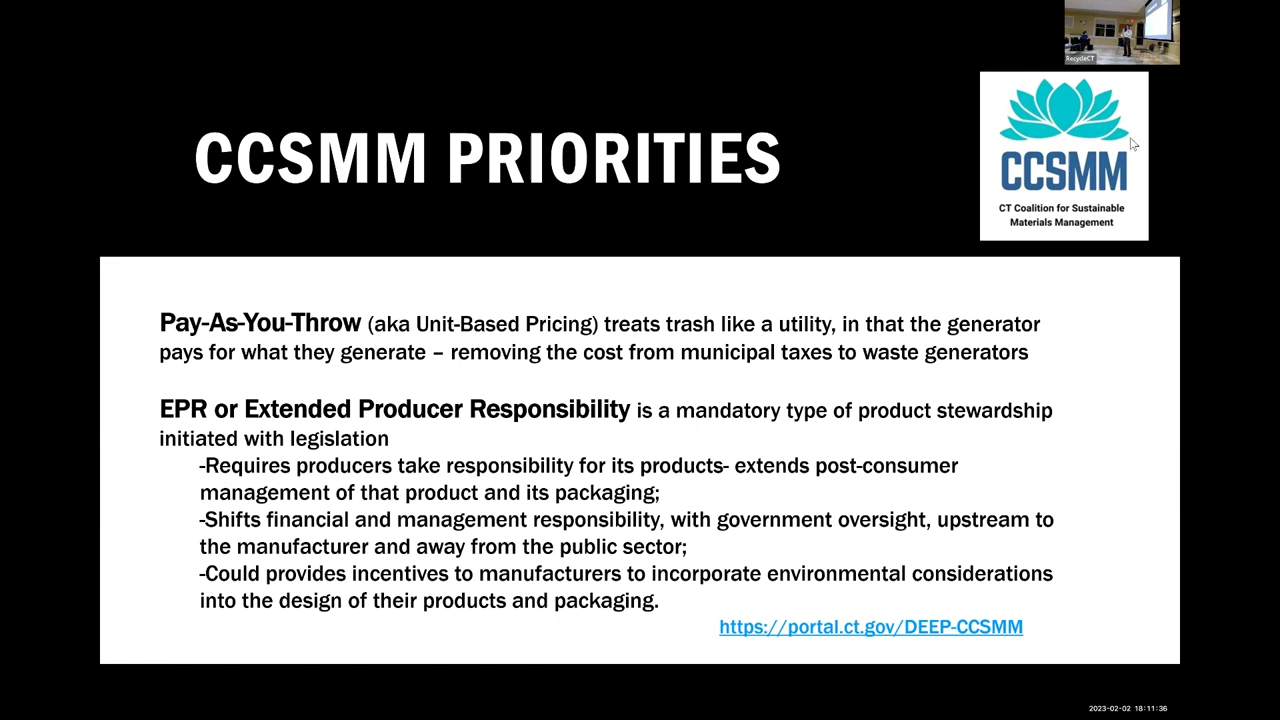 RecycleCT
CCSMM PRIORITIES
CCSMM
CT Coalition for Sustainable
Materials Management
Pay-As-You-Throw (aka Unit-Based Pricing) treats trash like a utility, in that the generator
pays for what they generate – removing the cost from municipal taxes to waste generators
EPR or Extended Producer Responsibility is a mandatory type of product stewardship
initiated with legislation
-Requires producers take responsibility for its products- extends post-consumer
management of that product and its packaging;
-Shifts financial and management responsibility, with government oversight, upstream to
the manufacturer and away from the public sector;
-Could provides incentives to manufacturers to incorporate environmental considerations
into the design of their products and packaging.
https://portal.ct.gov/DEEP-CCSMM
2023-02-02 18:11:36